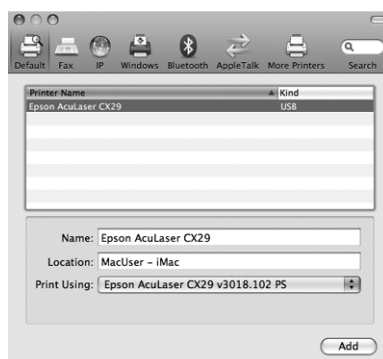 Default Fax IP Windows Bluetooth AppleTalk More Printers Search
Printer Name Kind
Epson AcuLaser CX29 USB
Name: Epson AcuLaser CX29
Location: MacUser – iMac
Print Using: Epson AcuLaser CX29 v3018.102 PS
Add